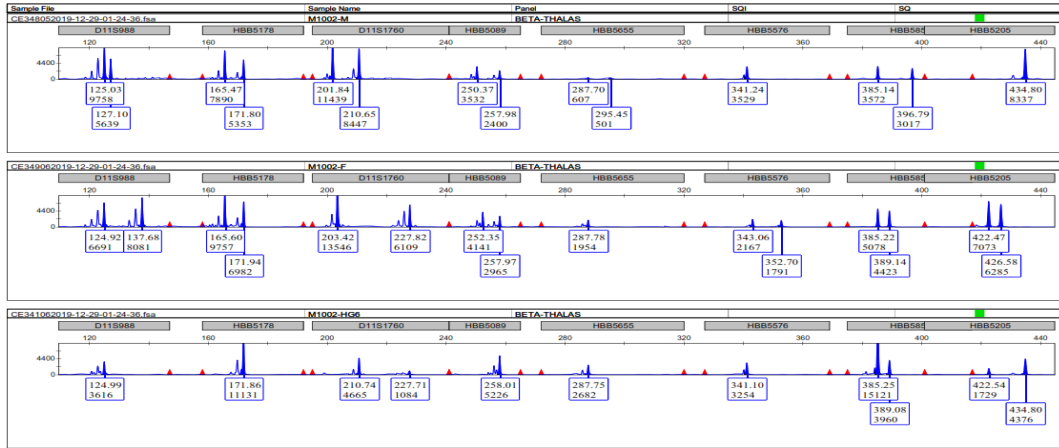 Sample File Sample Name Panel SQI SQ
CE348052019-12-29-01-24-36.fsa M1002-M BETA-THALAS
D11S988 HBB5178 D11S1760 HBB5089 HBB5655 HBB5576 HBB585 HBB5205
120 160 200 240 280 320 360 400 440
4400
0
125.03 165.47 201.84 250.37 287.70 341.24 385.14 434.80
9758 7890 11439 3532 607 3529 3572 8337
127.10 171.80 210.65 257.98 295.45 396.79
5639 5353 8447 2400 501 3017
CE349062019-12-29-01-24-36.fsa M1002-F BETA-THALAS
D11S988 HBB5178 D11S1760 HBB5089 HBB5655 HBB5576 HBB585 HBB5205
120 160 200 240 280 320 360 400 440
4400
0
124.92 137.68 165.60 203.42 227.82 252.35 287.78 343.06 385.22 422.47
6691 8081 9757 13546 6109 4141 1954 2167 5078 7073
171.94 257.97 352.70 389.14 426.58
6982 2965 1791 4423 6285
CE341062019-12-29-01-24-36.fsa M1002-HG6 BETA-THALAS
D11S988 HBB5178 D11S1760 HBB5089 HBB5655 HBB5576 HBB585 HBB5205
120 160 200 240 280 320 360 400 440
4400
0
124.99 171.86 210.74 227.71 258.01 287.75 341.10 385.25 422.54
3616 11131 4665 1084 5226 2682 3254 15121 1729
389.08 434.80
3960 4376